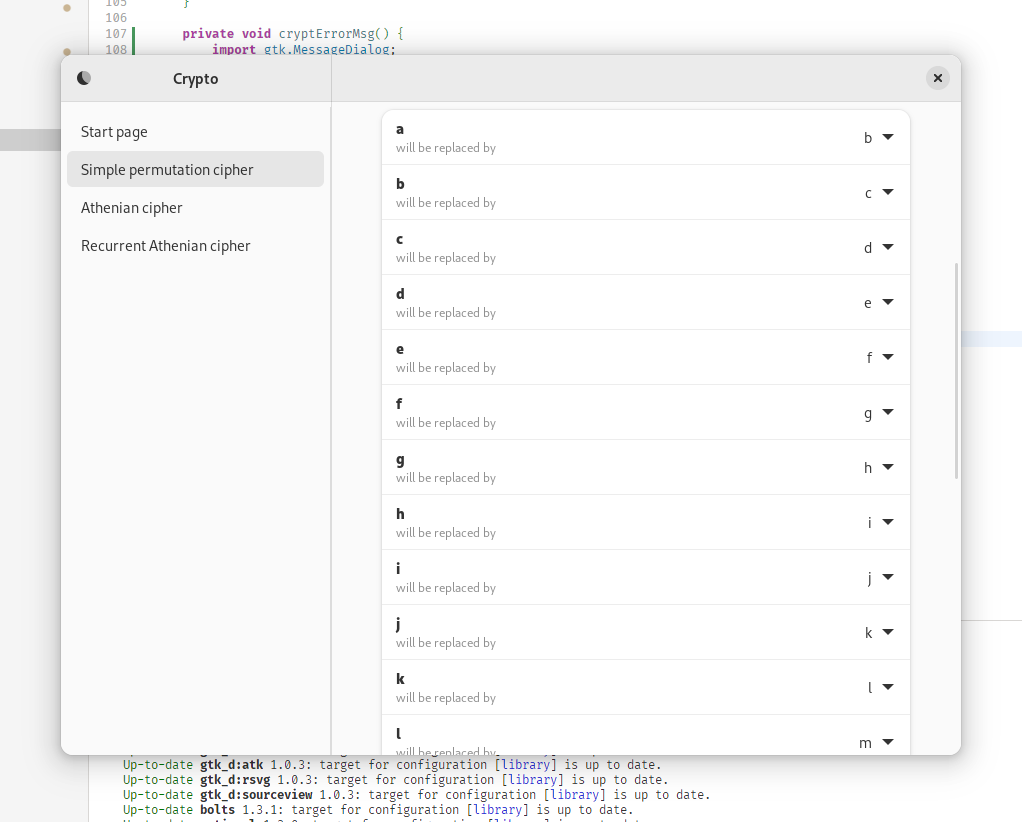 105 }
106
107 private void cryptErrorMsg() {
108 import gtk.MessageDialog;
Crypto
Start page
Simple permutation cipher
Athenian cipher
Recurrent Athenian cipher
a
will be replaced by
b
b
will be replaced by
c
c
will be replaced by
d
d
will be replaced by
e
e
will be replaced by
f
f
will be replaced by
g
g
will be replaced by
h
h
will be replaced by
i
i
will be replaced by
j
j
will be replaced by
k
k
will be replaced by
l
l
will be replaced by
m
Up-to-date gtk_d:atk 1.0.3: target for configuration [library] is up to date.
Up-to-date gtk_d:rsvg 1.0.3: target for configuration [library] is up to date.
Up-to-date gtk_d:sourceview 1.0.3: target for configuration [library] is up to date.
Up-to-date bolts 1.3.1: target for configuration [library] is up to date.